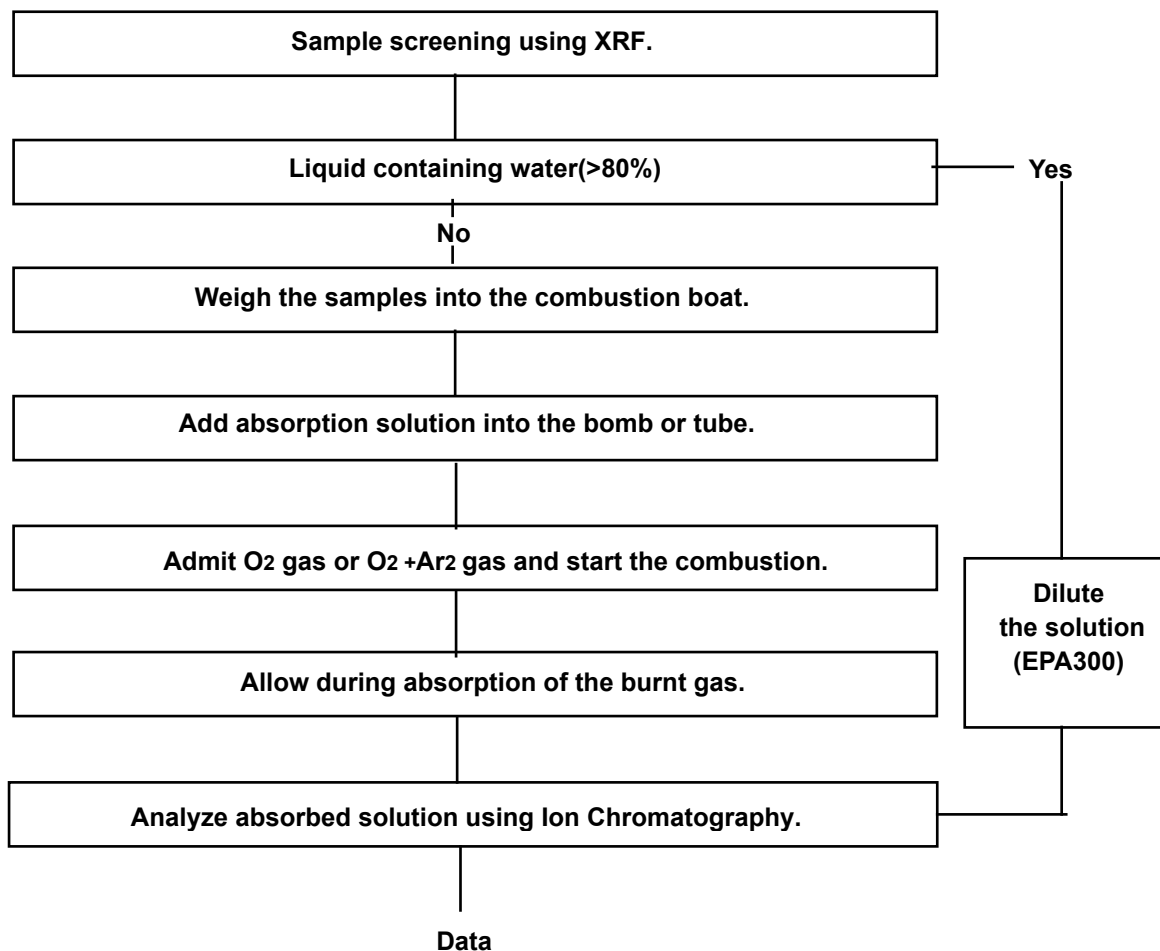 Sample screening using XRF.
Liquid containing water(>80%)
Yes
No
Weigh the samples into the combustion boat.
Add absorption solution into the bomb or tube.
Admit O2 gas or O2 +Ar2 gas and start the combustion.
Dilute
the solution
(EPA300)
Allow during absorption of the burnt gas.
Analyze absorbed solution using Ion Chromatography.
Data